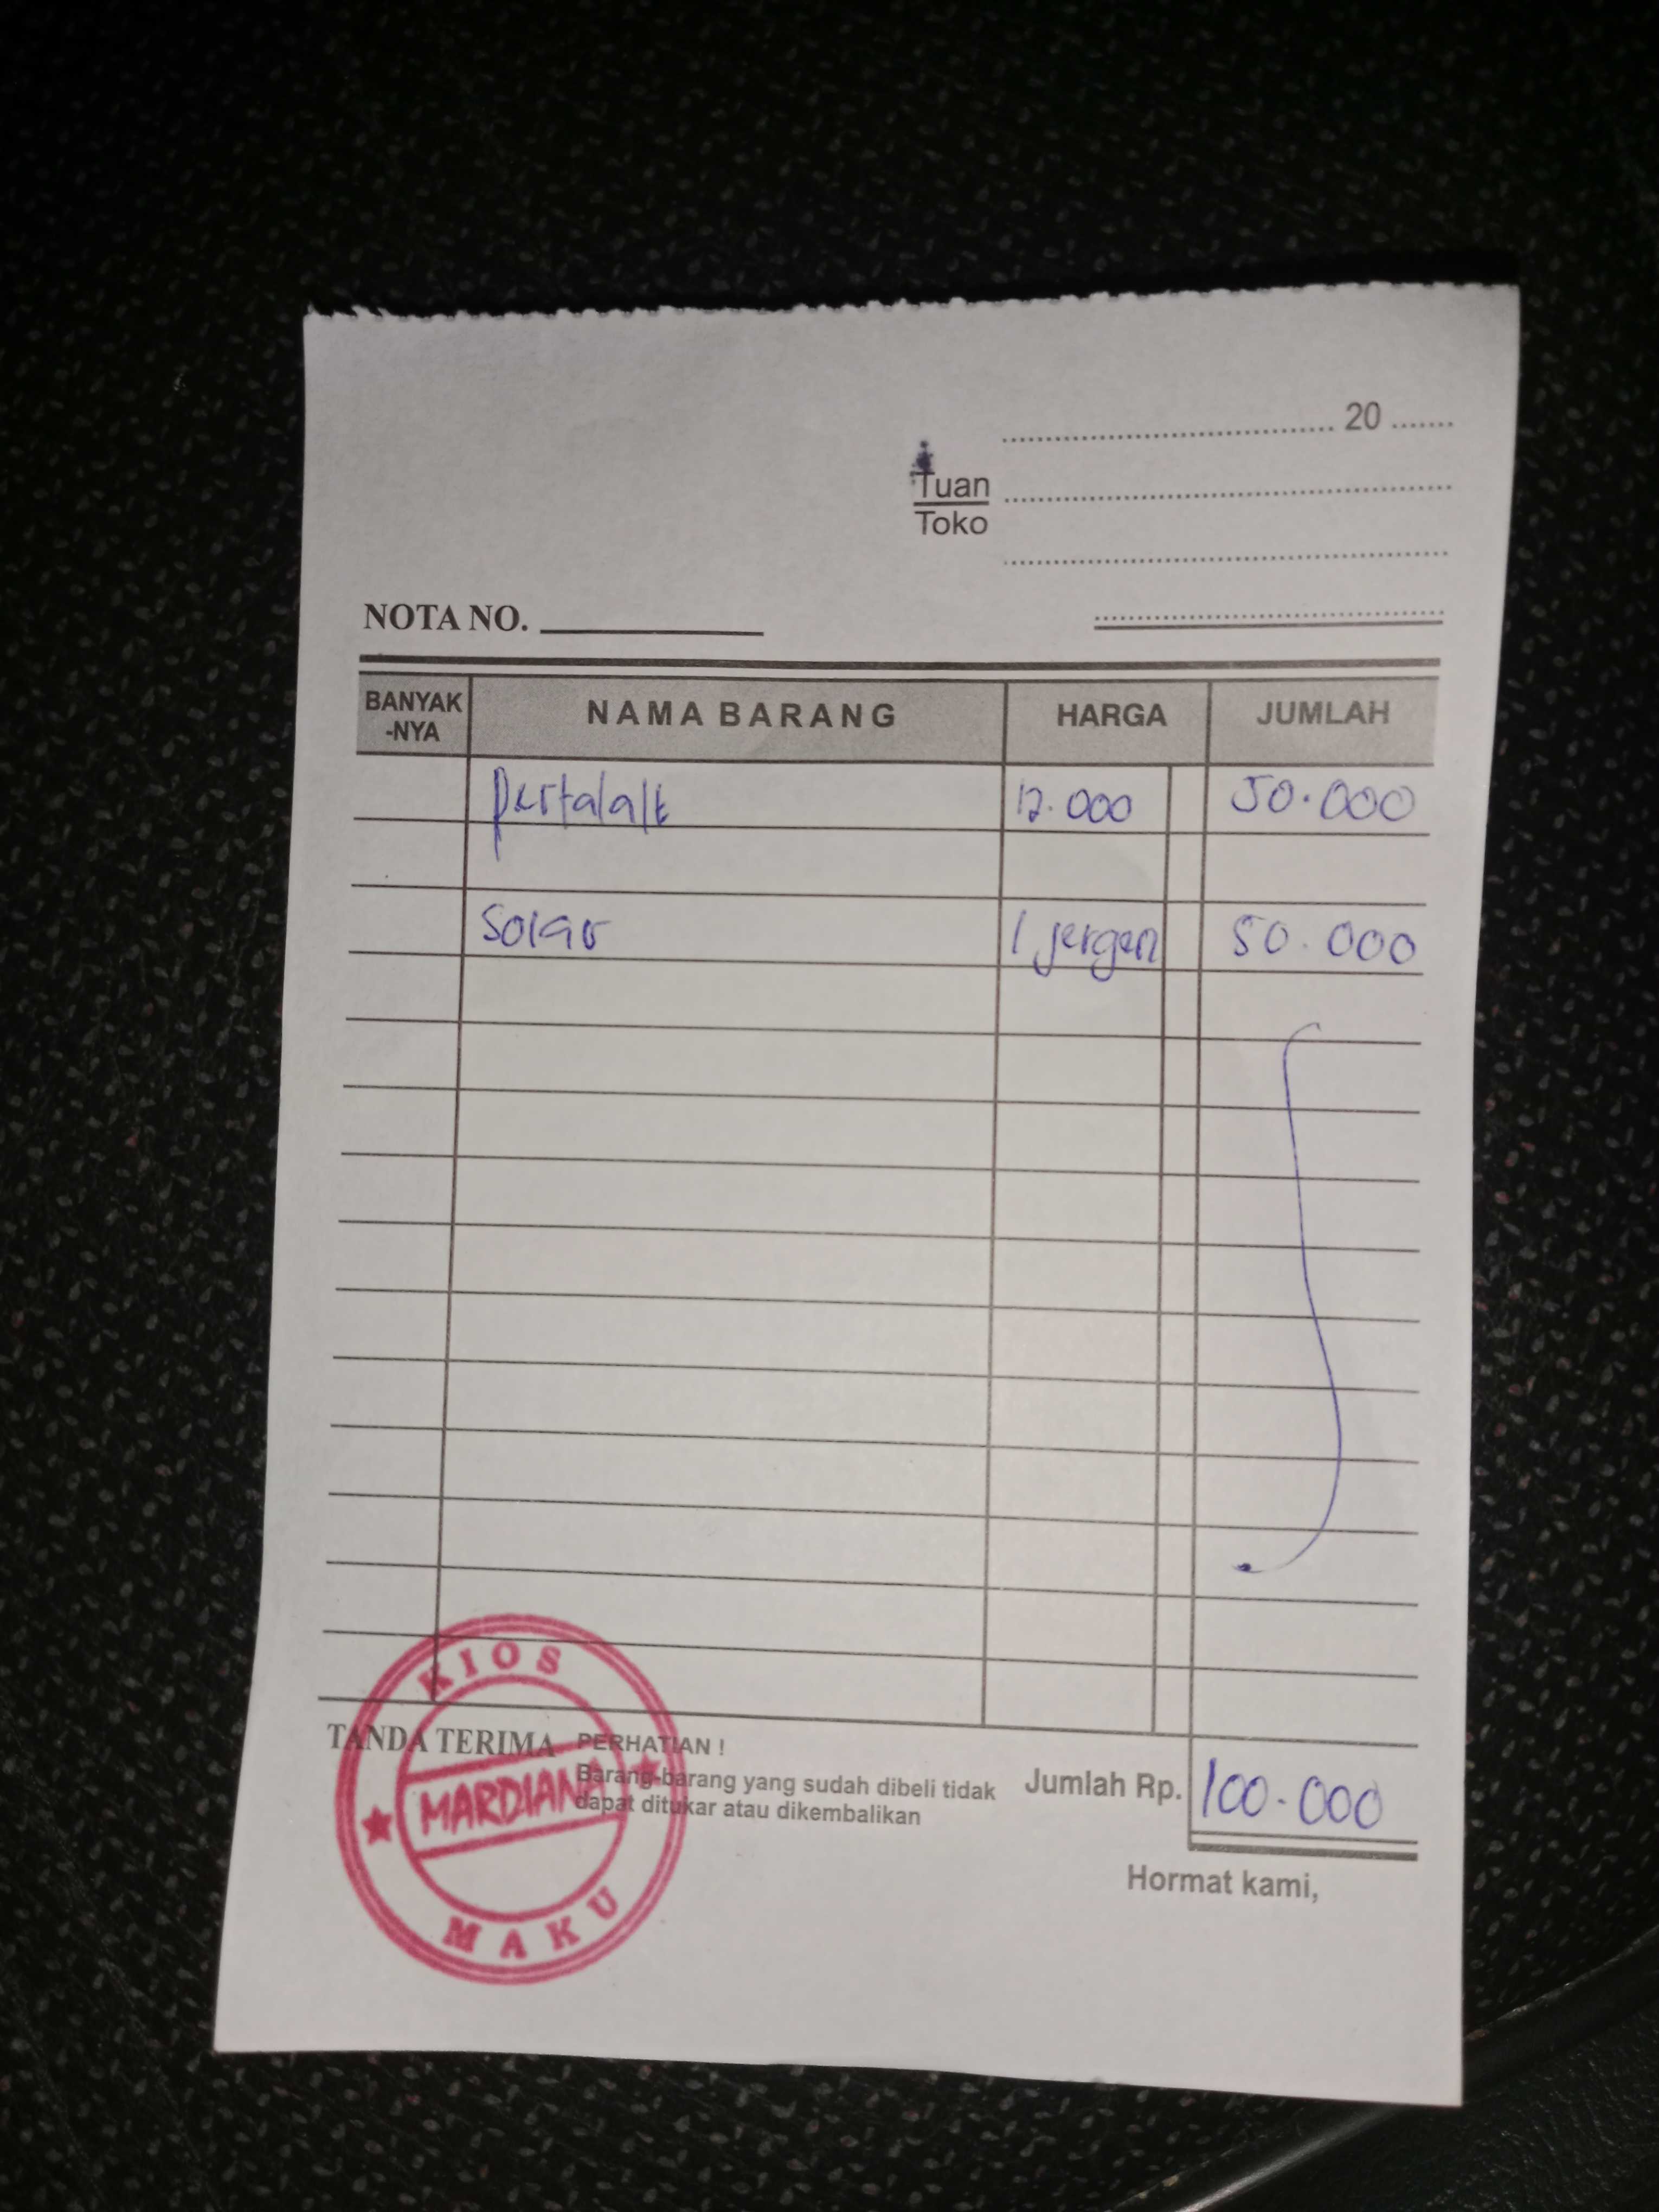 20
Tuan
Toko
NOTA NO.
BANYAK-NYA NAMA BARANG HARGA JUMLAH
pertalalt 12.000 50.000
Solar 1 jergen 50.000
KIOS
TANDA TERIMA PERHATIAN !
Barang-barang yang sudah dibeli tidak
dapat ditukar atau dikembalikan
Jumlah Rp. 100.000
MAKU
Hormat kami,